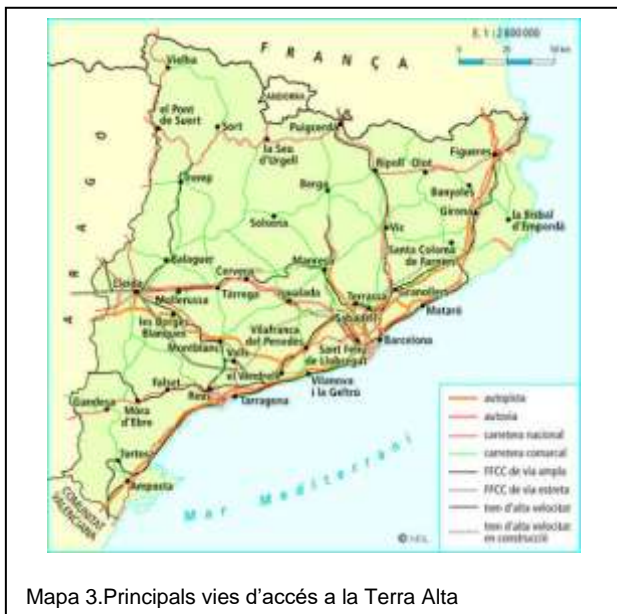 E. 1 : 2 800 000
0 20 50 km
FRANÇA
Vielha
ANDORRA
el Pont
de Suert
Sort
Puigcerdà
la Seu
d'Urgell
Ripoll
Olot
Figueres
ARAGÓ
Tremp
Berga
Banyoles
Girona
la Bisbal
d'Empordà
Solsona
Vic
Santa Coloma
de Farners
Balaguer
Manresa
Cervera
Lleida
Granollers
Mollerussa
Tàrrega
Igualada
Terrassa
Sabadell
Mataró
les Borges
Blanques
Vilafranca
del Penedès
Montblanc
Valls
Sant Feliu
de Llobregat
Barcelona
el Vendrell
Falset
Reus
Vilanova
i la Geltrú
Gandesa
Móra
d'Ebre
Tarragona
Tortosa
Amposta
Mar Mediterrani
COMUNITAT
VALENCIANA
autopista
autovia
carretera nacional
carretera comarcal
FFCC de via ampla
FFCC de via estreta
tren d'alta velocitat
tren d'alta velocitat
en construcció
Mapa 3.Principals vies d'accés a la Terra Alta